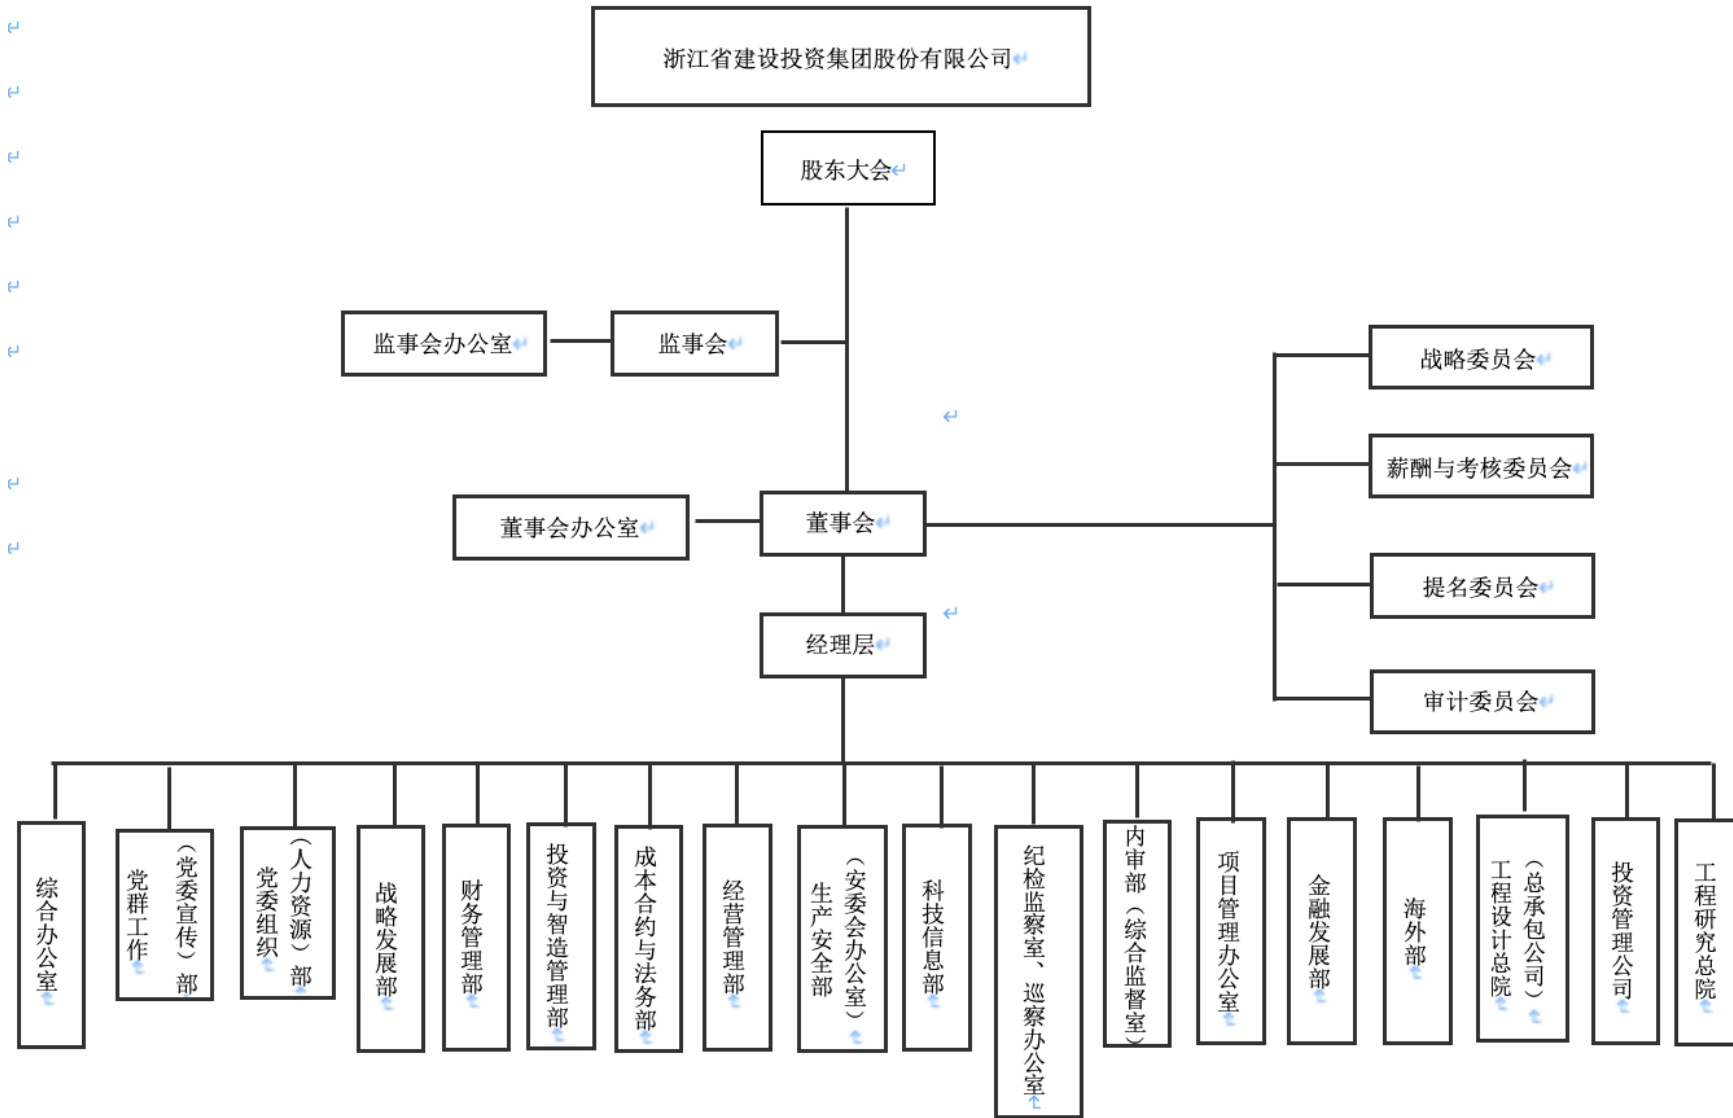 浙江省建设投资集团股份有限公司
股东大会
监事会办公室
监事会
战略委员会
薪酬与考核委员会
董事会办公室
董事会
提名委员会
经理层
审计委员会
综合办公室
党群工作
（党委宣传）部
党委组织
（人力资源）部
战略发展部
财务管理部
投资与智造管理部
成本合约与法务部
经营管理部
生产安全部
（安委会办公室）
科技信息部
纪检监察室、巡察办公室
内审部（综合监督室）
项目管理办公室
金融发展部
海外部
工程设计总院
（总承包公司）
投资管理公司
工程研究总院